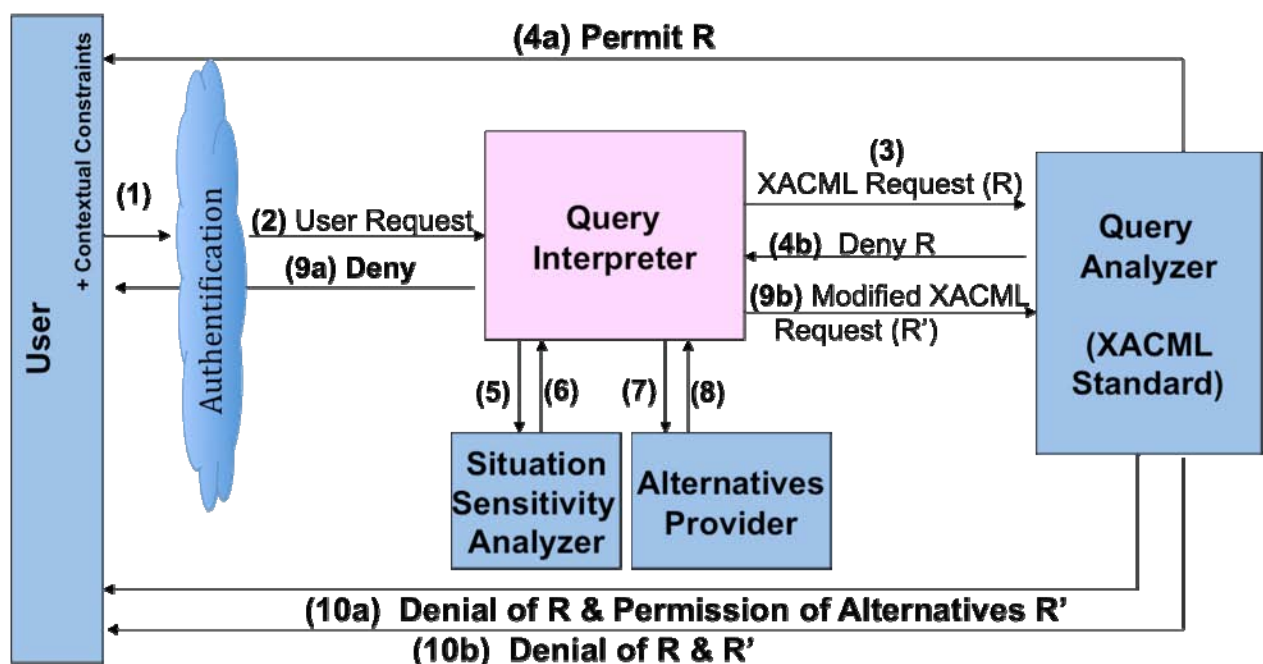 (4a) Permit R
+ Contextual Constraints
User
(1)
Authentification
(2) User Request
(9a) Deny
Query
Interpreter
(3)
XACML Request (R)
(4b) Deny R
(9b) Modified XACML
Request (R’)
Query
Analyzer
(XACML
Standard)
(5)
(6)
(7)
(8)
Situation
Sensitivity
Analyzer
Alternatives
Provider
(10a) Denial of R & Permission of Alternatives R’
(10b) Denial of R & R’